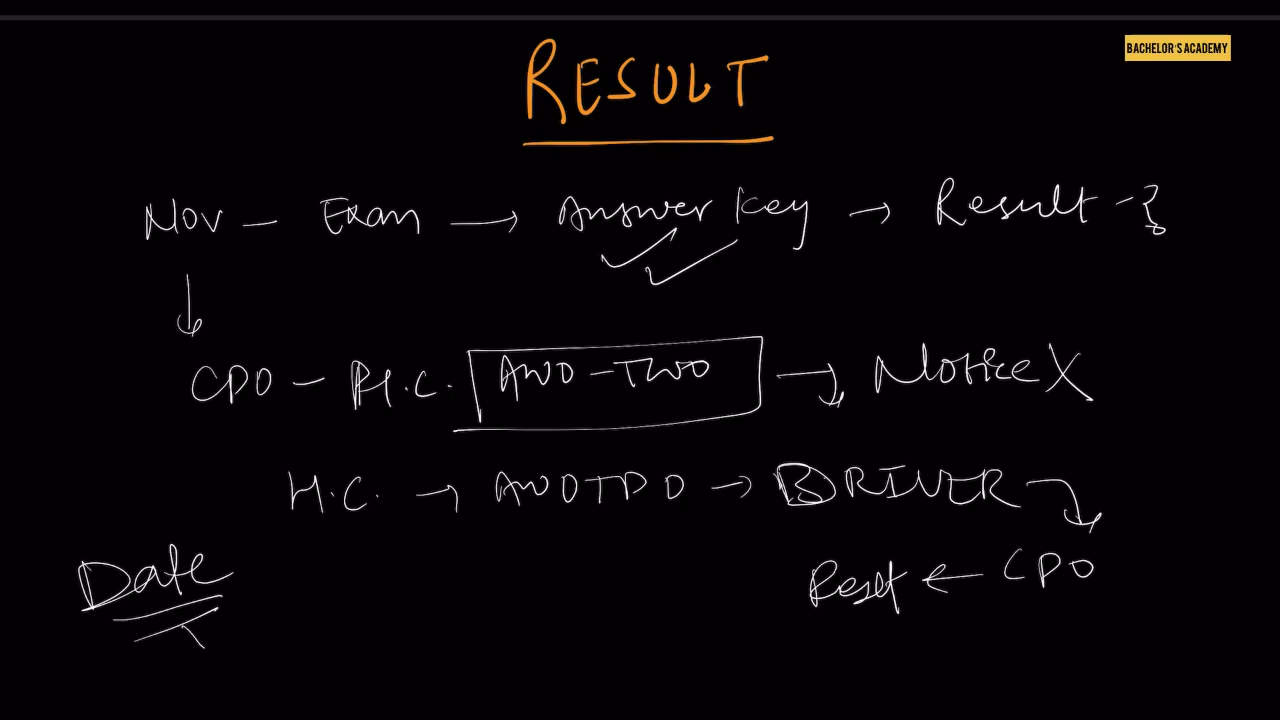 BACHELOR'S ACADEMY
RESULT
Nov - Exam → Answer Key → Result -
↓
CPO - H.C. AWO - TWO → Notice X
H.C. → AWOTPO → DRIVER
Date
Result ← CPO